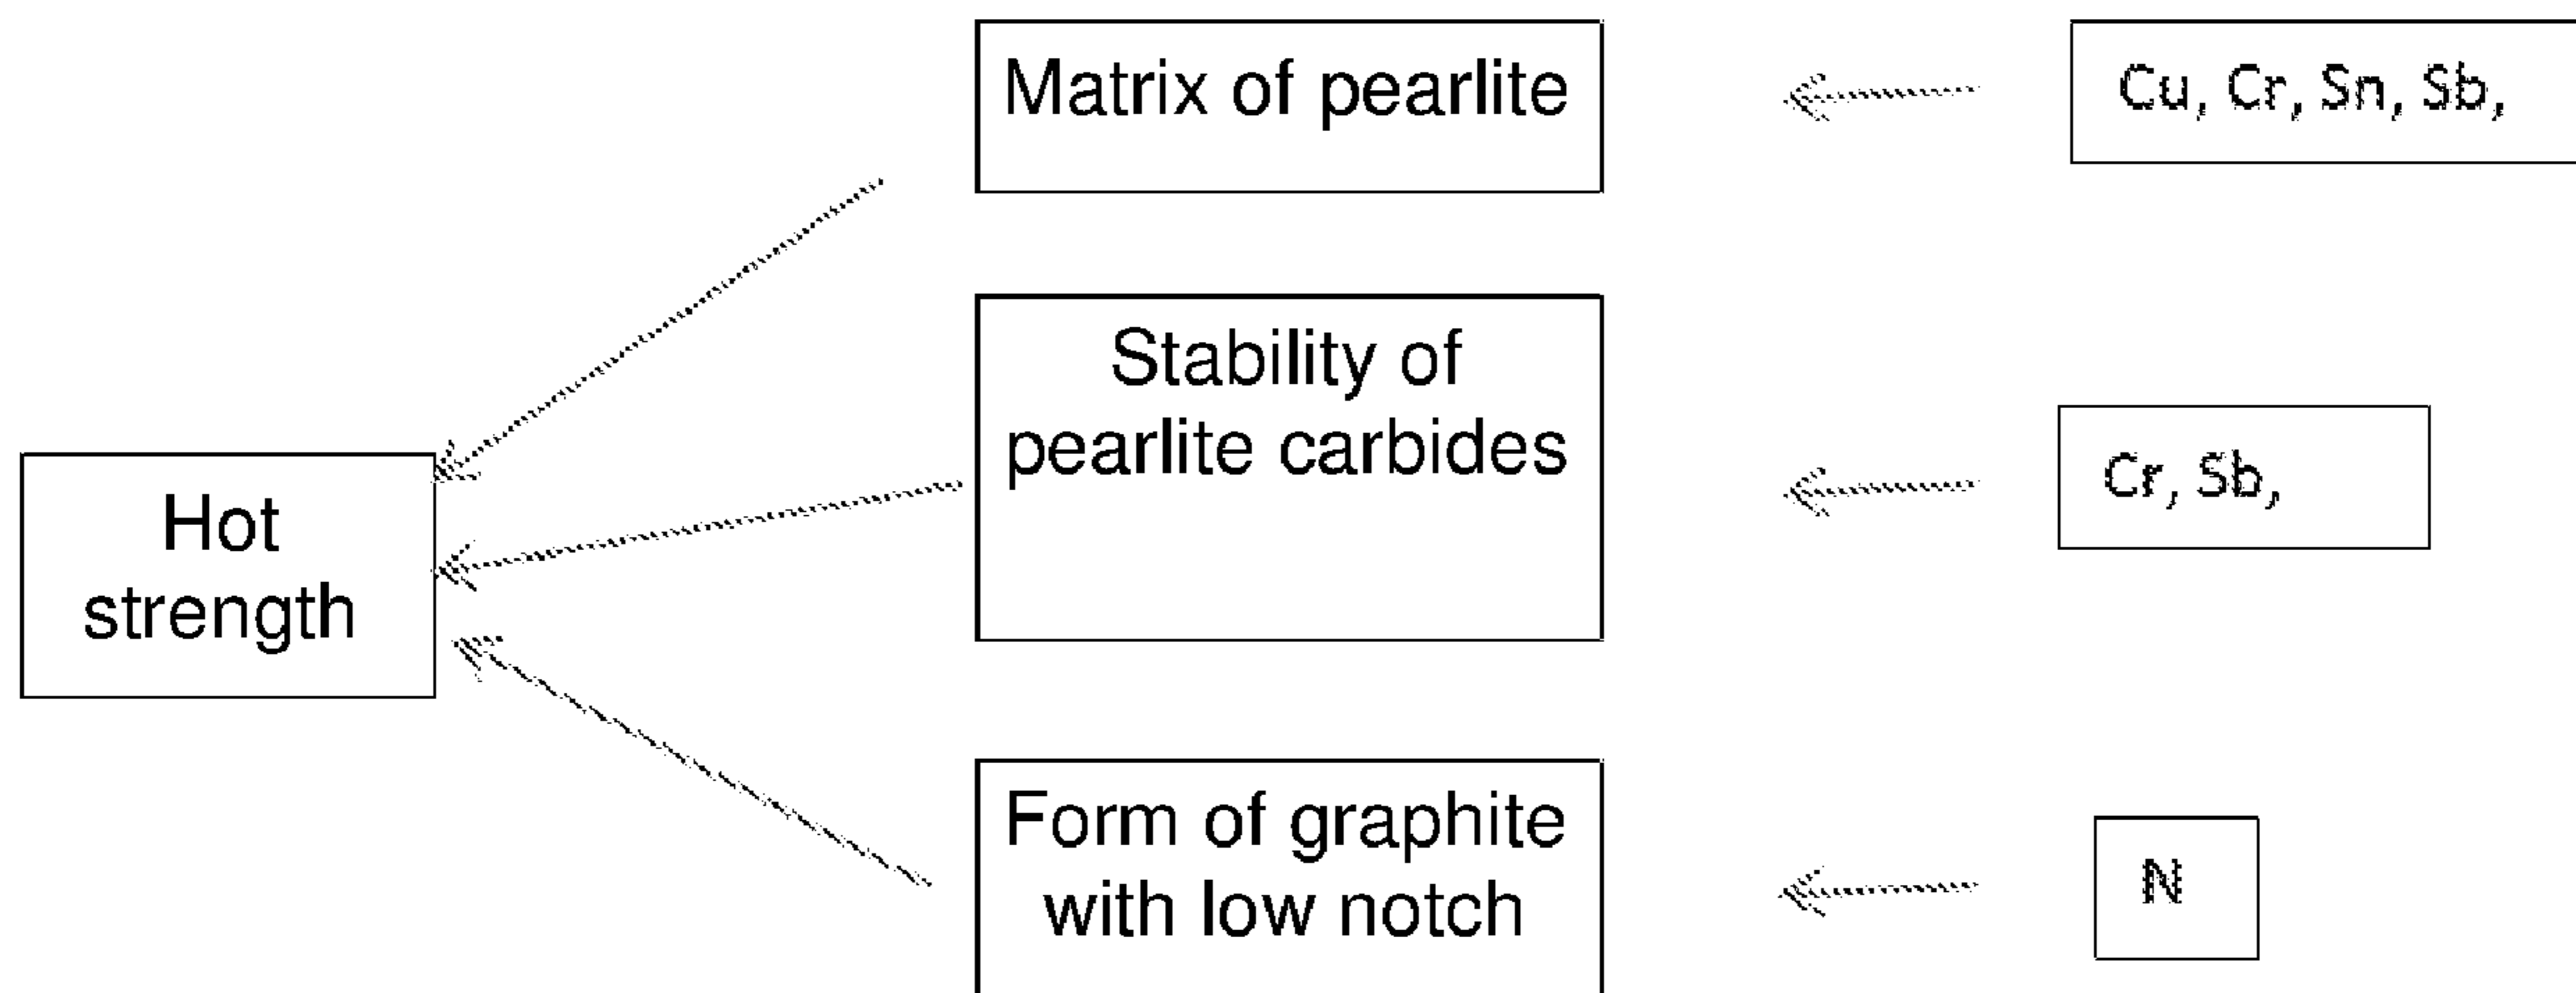 Matrix of pearlite
Cu, Cr, Sn, Sb,
Stability of
pearlite carbides
Cr, Sb,
Hot
strength
Form of graphite
with low notch
N